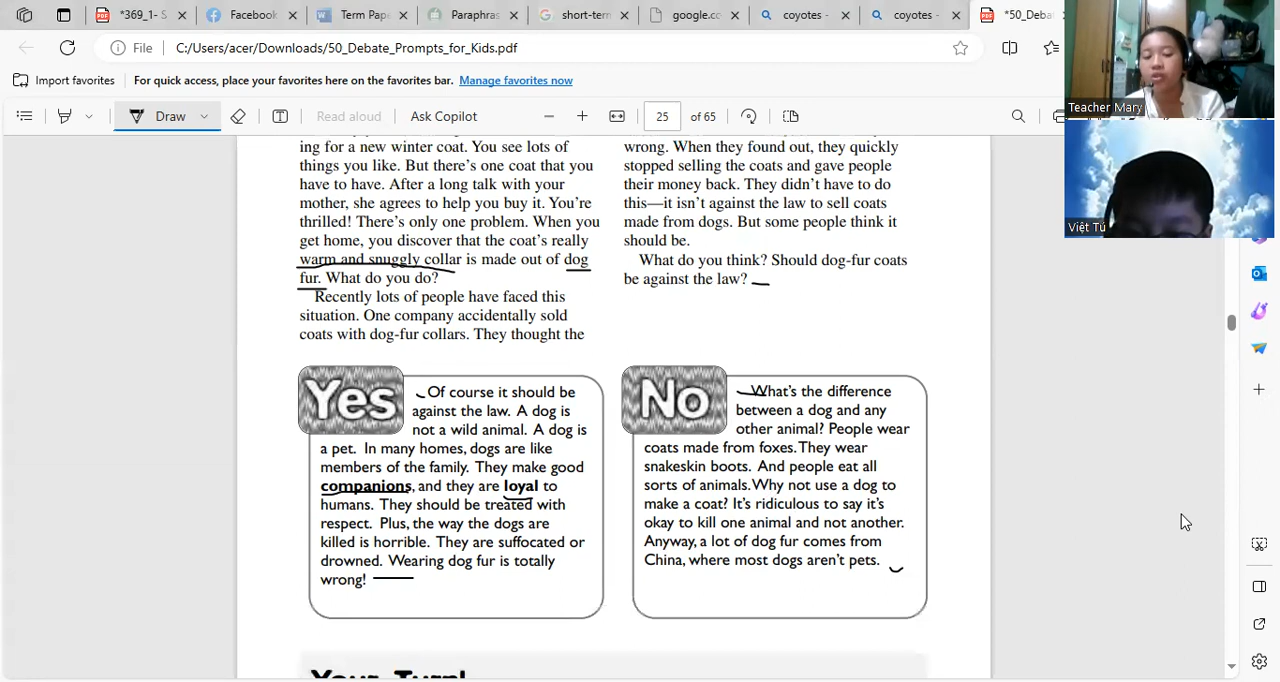 *369_1- S
Facebook
Term Pape
Paraphras
short-term
google.co
coyotes -
coyotes -
*50_Deba
File
C:/Users/acer/Downloads/50_Debate_Prompts_for_Kids.pdf
Import favorites
For quick access, place your favorites here on the favorites bar. Manage favorites now
Draw
Read aloud
Ask Copilot
25 of 65
Teacher Mary
Việt Tú
ing for a new winter coat. You see lots of
things you like. But there's one coat that you
have to have. After a long talk with your
mother, she agrees to help you buy it. You're
thrilled! There's only one problem. When you
get home, you discover that the coat's really
warm and snuggly collar is made out of dog
fur. What do you do?
Recently lots of people have faced this
situation. One company accidentally sold
coats with dog-fur collars. They thought the
wrong. When they found out, they quickly
stopped selling the coats and gave people
their money back. They didn't have to do
this—it isn't against the law to sell coats
made from dogs. But some people think it
should be.
What do you think? Should dog-fur coats
be against the law?
Yes
Of course it should be
against the law. A dog is
not a wild animal. A dog is
a pet. In many homes, dogs are like
members of the family. They make good
companions, and they are loyal to
humans. They should be treated with
respect. Plus, the way the dogs are
killed is horrible. They are suffocated or
drowned. Wearing dog fur is totally
wrong!
No
What's the difference
between a dog and any
other animal? People wear
coats made from foxes. They wear
snakeskin boots. And people eat all
sorts of animals. Why not use a dog to
make a coat? It's ridiculous to say it's
okay to kill one animal and not another.
Anyway, a lot of dog fur comes from
China, where most dogs aren't pets.
Your Turn!